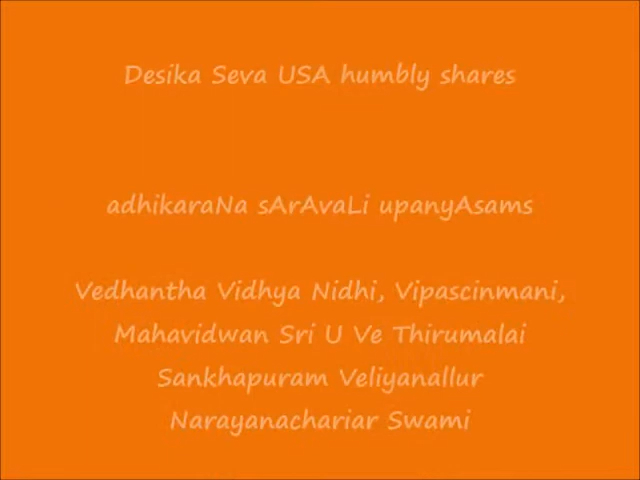 Desika Seva USA humbly shares
adhikaraNa sArAvaLi upanyAsams
Vedhantha Vidhya Nidhi, Vipascinmani,
Mahavidwan Sri U Ve Thirumalai
Sankhapuram Veliyanallur
Narayanachariar Swami